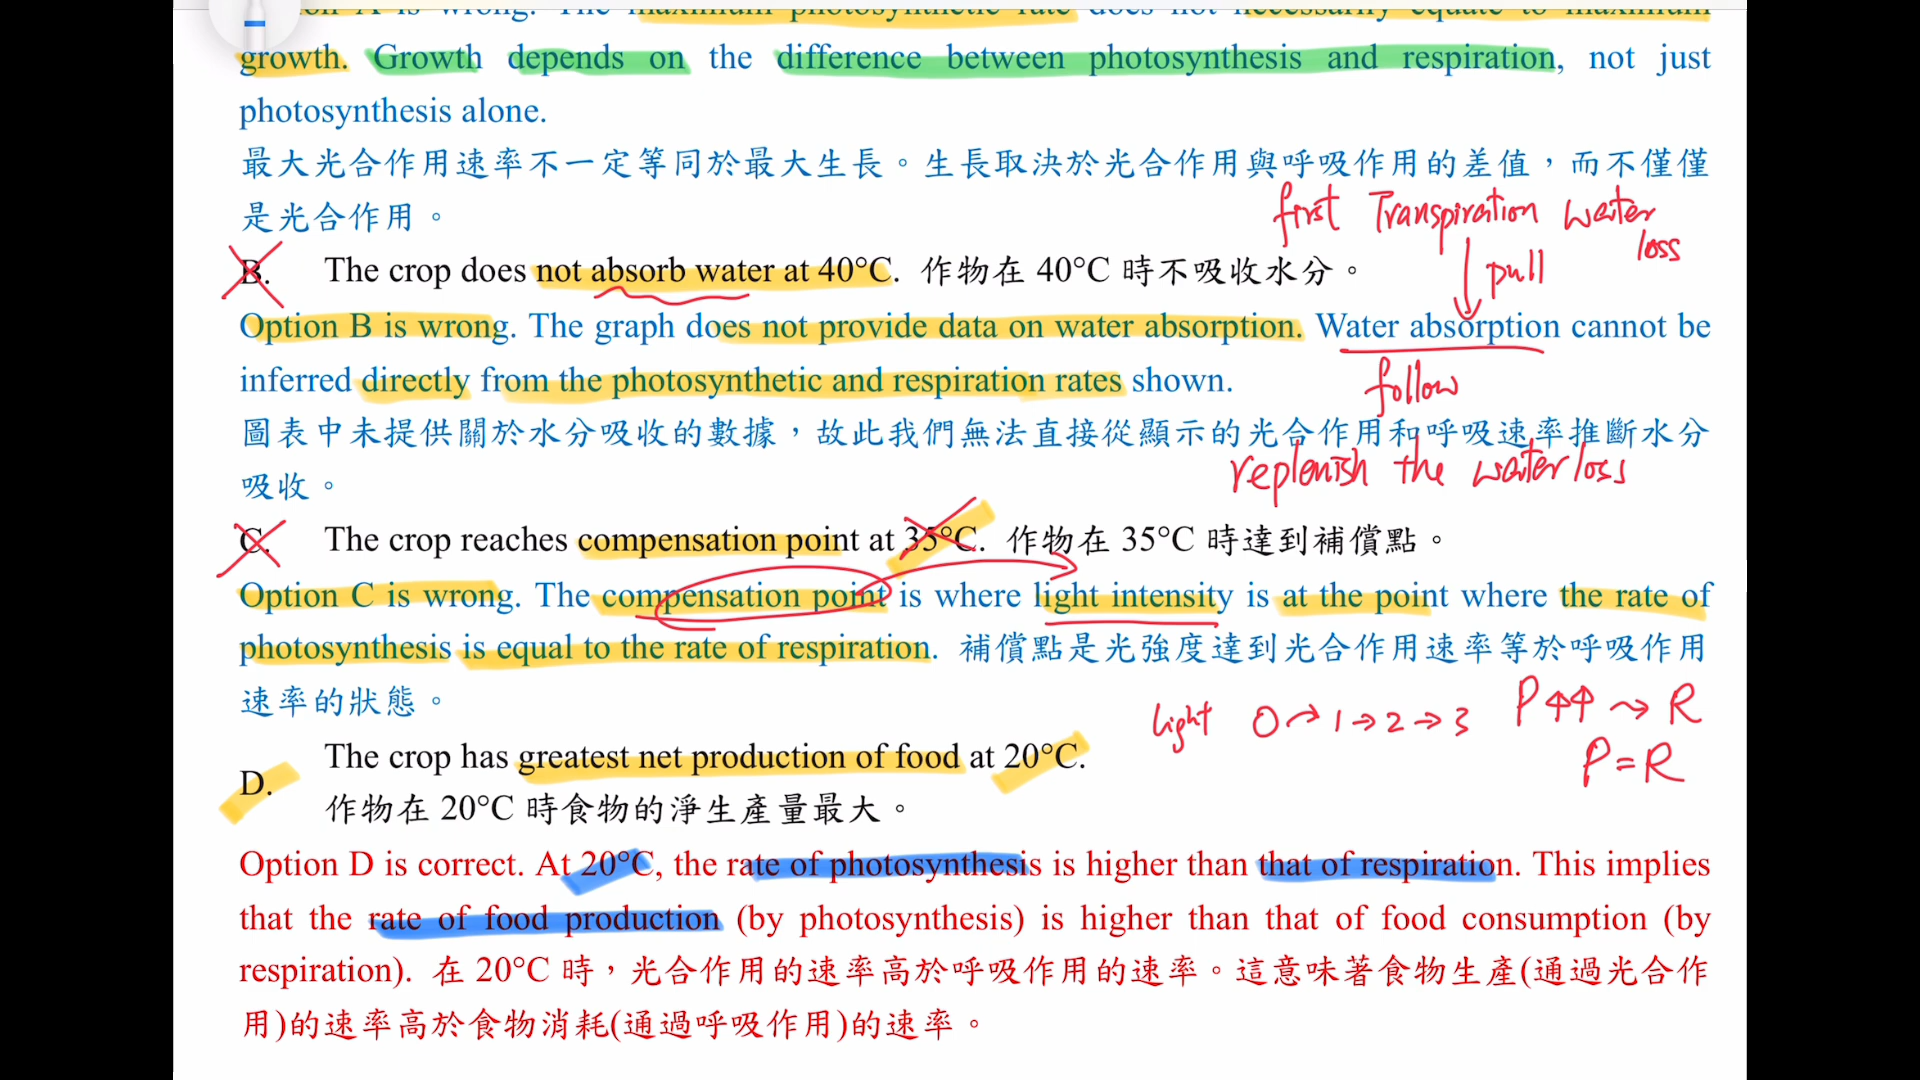 Option A is wrong. The maximum photosynthetic rate does not necessarily equate to maximum
growth. Growth depends on the difference between photosynthesis and respiration, not just
photosynthesis alone.
最大光合作用速率不一定等同於最大生長。生長取決於光合作用與呼吸作用的差值，而不僅僅
是光合作用。
first Transpiration water
loss
B. The crop does not absorb water at 40°C. 作物在 40°C 時不吸收水分。
pull
Option B is wrong. The graph does not provide data on water absorption. Water absorption cannot be
inferred directly from the photosynthetic and respiration rates shown.
follow
圖表中未提供關於水分吸收的數據，故此我們無法直接從顯示的光合作用和呼吸速率推斷水分
吸收。
replenish the water loss
C. The crop reaches compensation point at 35°C. 作物在 35°C 時達到補償點。
Option C is wrong. The compensation point is where light intensity is at the point where the rate of
photosynthesis is equal to the rate of respiration. 補償點是光強度達到光合作用速率等於呼吸作用
速率的狀態。
light 0→1→2→3 P↑↑ → R
P=R
D. The crop has greatest net production of food at 20°C.
作物在 20°C 時食物的淨生產量最大。
Option D is correct. At 20°C, the rate of photosynthesis is higher than that of respiration. This implies
that the rate of food production (by photosynthesis) is higher than that of food consumption (by
respiration). 在 20°C 時，光合作用的速率高於呼吸作用的速率。這意味著食物生產(通過光合作
用)的速率高於食物消耗(通過呼吸作用)的速率。